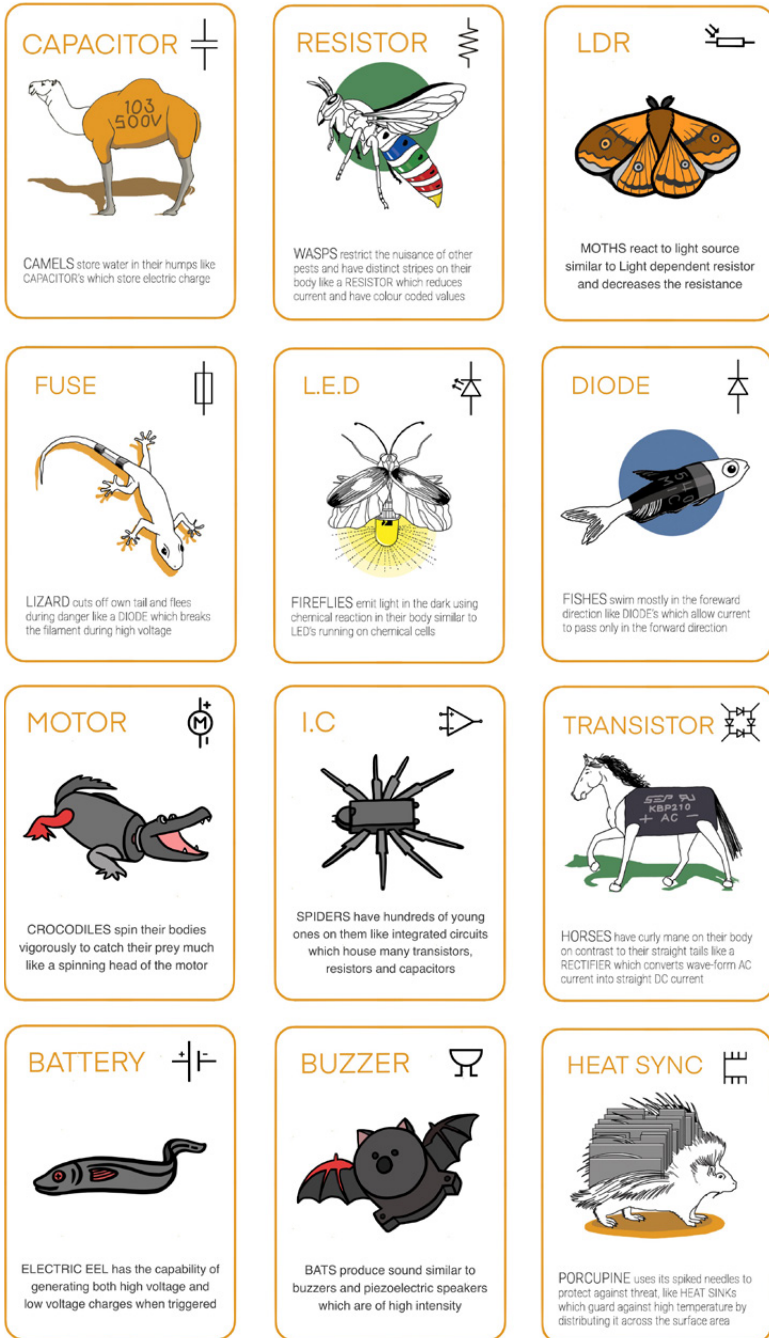 CAPACITOR
103
500V
CAMELS store water in their humps like
CAPACITOR's which store electric charge
RESISTOR
WASPS restrict the nuisance of other
pests and have distinct stripes on their
body like a RESISTOR which reduces
current and have colour coded values
LDR
MOTHS react to light source
similar to Light dependent resistor
and decreases the resistance
FUSE
LIZARD cuts off own tail and flees
during danger like a DIODE which breaks
the filament during high voltage
L.E.D
FIREFLIES emit light in the dark using
chemical reaction in their body similar to
LED's running on chemical cells
DIODE
FISHES swim mostly in the foreward
direction like DIODE's which allow current
to pass only in the forward direction
MOTOR
+
M
-
CROCODILES spin their bodies
vigorously to catch their prey much
like a spinning head of the motor
I.C
SPIDERS have hundreds of young
ones on them like integrated circuits
which house many transistors,
resistors and capacitors
TRANSISTOR
SEP
KBP210
+ AC -
HORSES have curly mane on their body
on contrast to their straight tails like a
RECTIFIER which converts wave-form AC
current into straight DC current
BATTERY
+ -
ELECTRIC EEL has the capability of
generating both high voltage and
low voltage charges when triggered
BUZZER
BATS produce sound similar to
buzzers and piezoelectric speakers
which are of high intensity
HEAT SYNC
PORCUPINE uses its spiked needles to
protect against threat, like HEAT SINKs
which guard against high temperature by
distributing it across the surface area